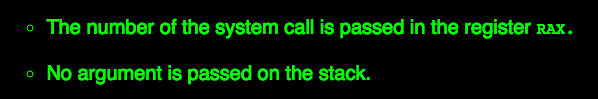 The number of the system call is passed in the register RAX.
No argument is passed on the stack.